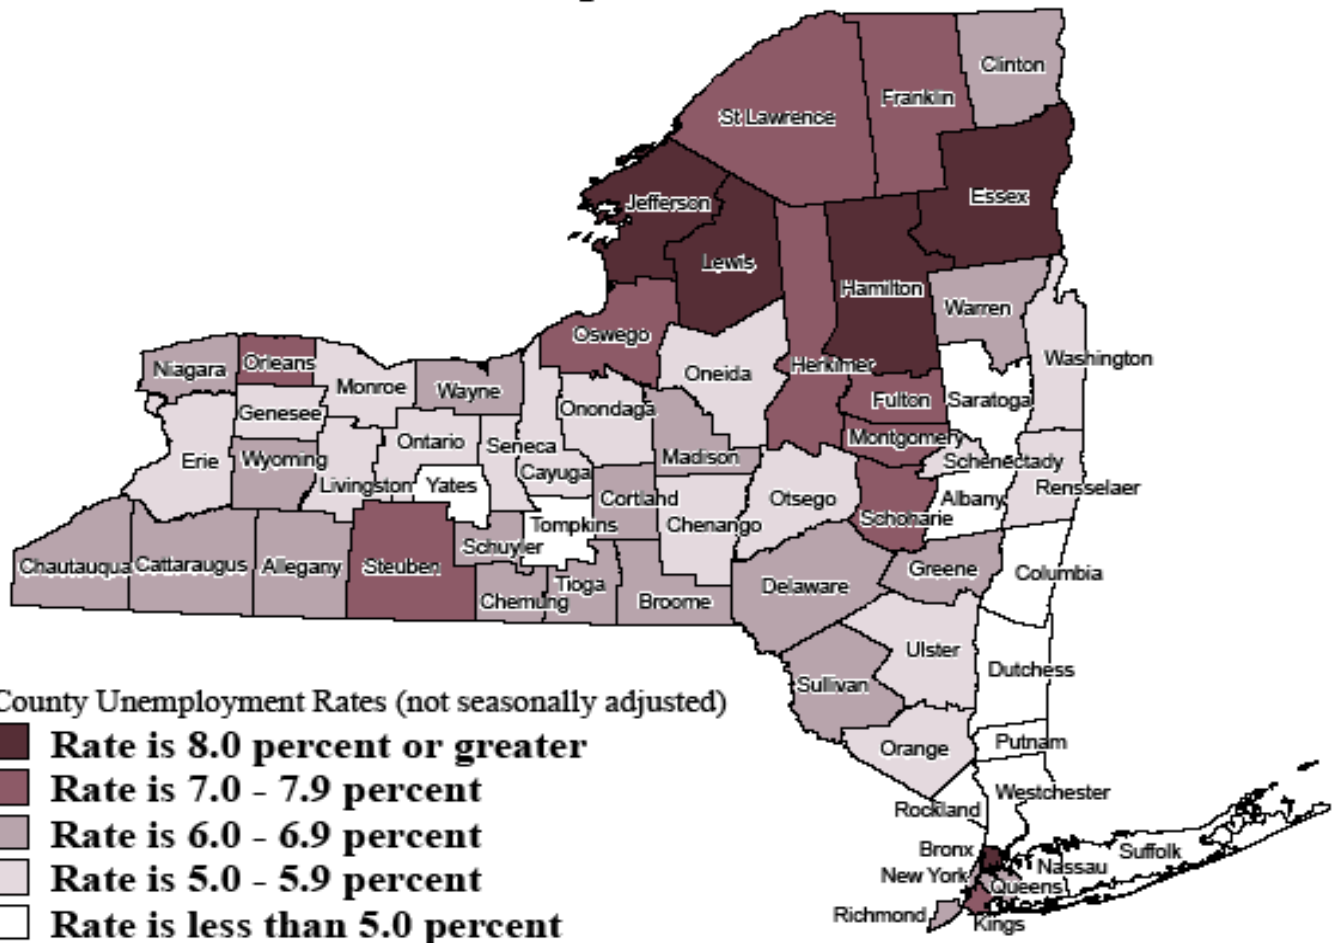 Clinton
Franklin
St Lawrence
Essex
Jefferson
Lewis
Hamilton
Warren
Oswego
Washington
Herkimer
Orleans
Niagara
Oneida
Monroe
Wayne
Fulton
Saratoga
Onondaga
Genesee
Montgomery
Ontario
Seneca
Madison
Erie
Wyoming
Schenectady
Cayuga
Livingston
Yates
Rensselaer
Cortland
Otsego
Albany
Schoharie
Tompkins
Chenango
Schuyler
Chautauqua
Cattaraugus
Allegany
Steuben
Greene
Columbia
Tioga
Delaware
Chemung
Broome
Ulster
Dutchess
Sullivan
Putnam
Orange
Westchester
Rockland
Bronx
Suffolk
Nassau
New York
Queens
Richmond
Kings
County Unemployment Rates (not seasonally adjusted)
Rate is 8.0 percent or greater
Rate is 7.0 - 7.9 percent
Rate is 6.0 - 6.9 percent
Rate is 5.0 - 5.9 percent
Rate is less than 5.0 percent